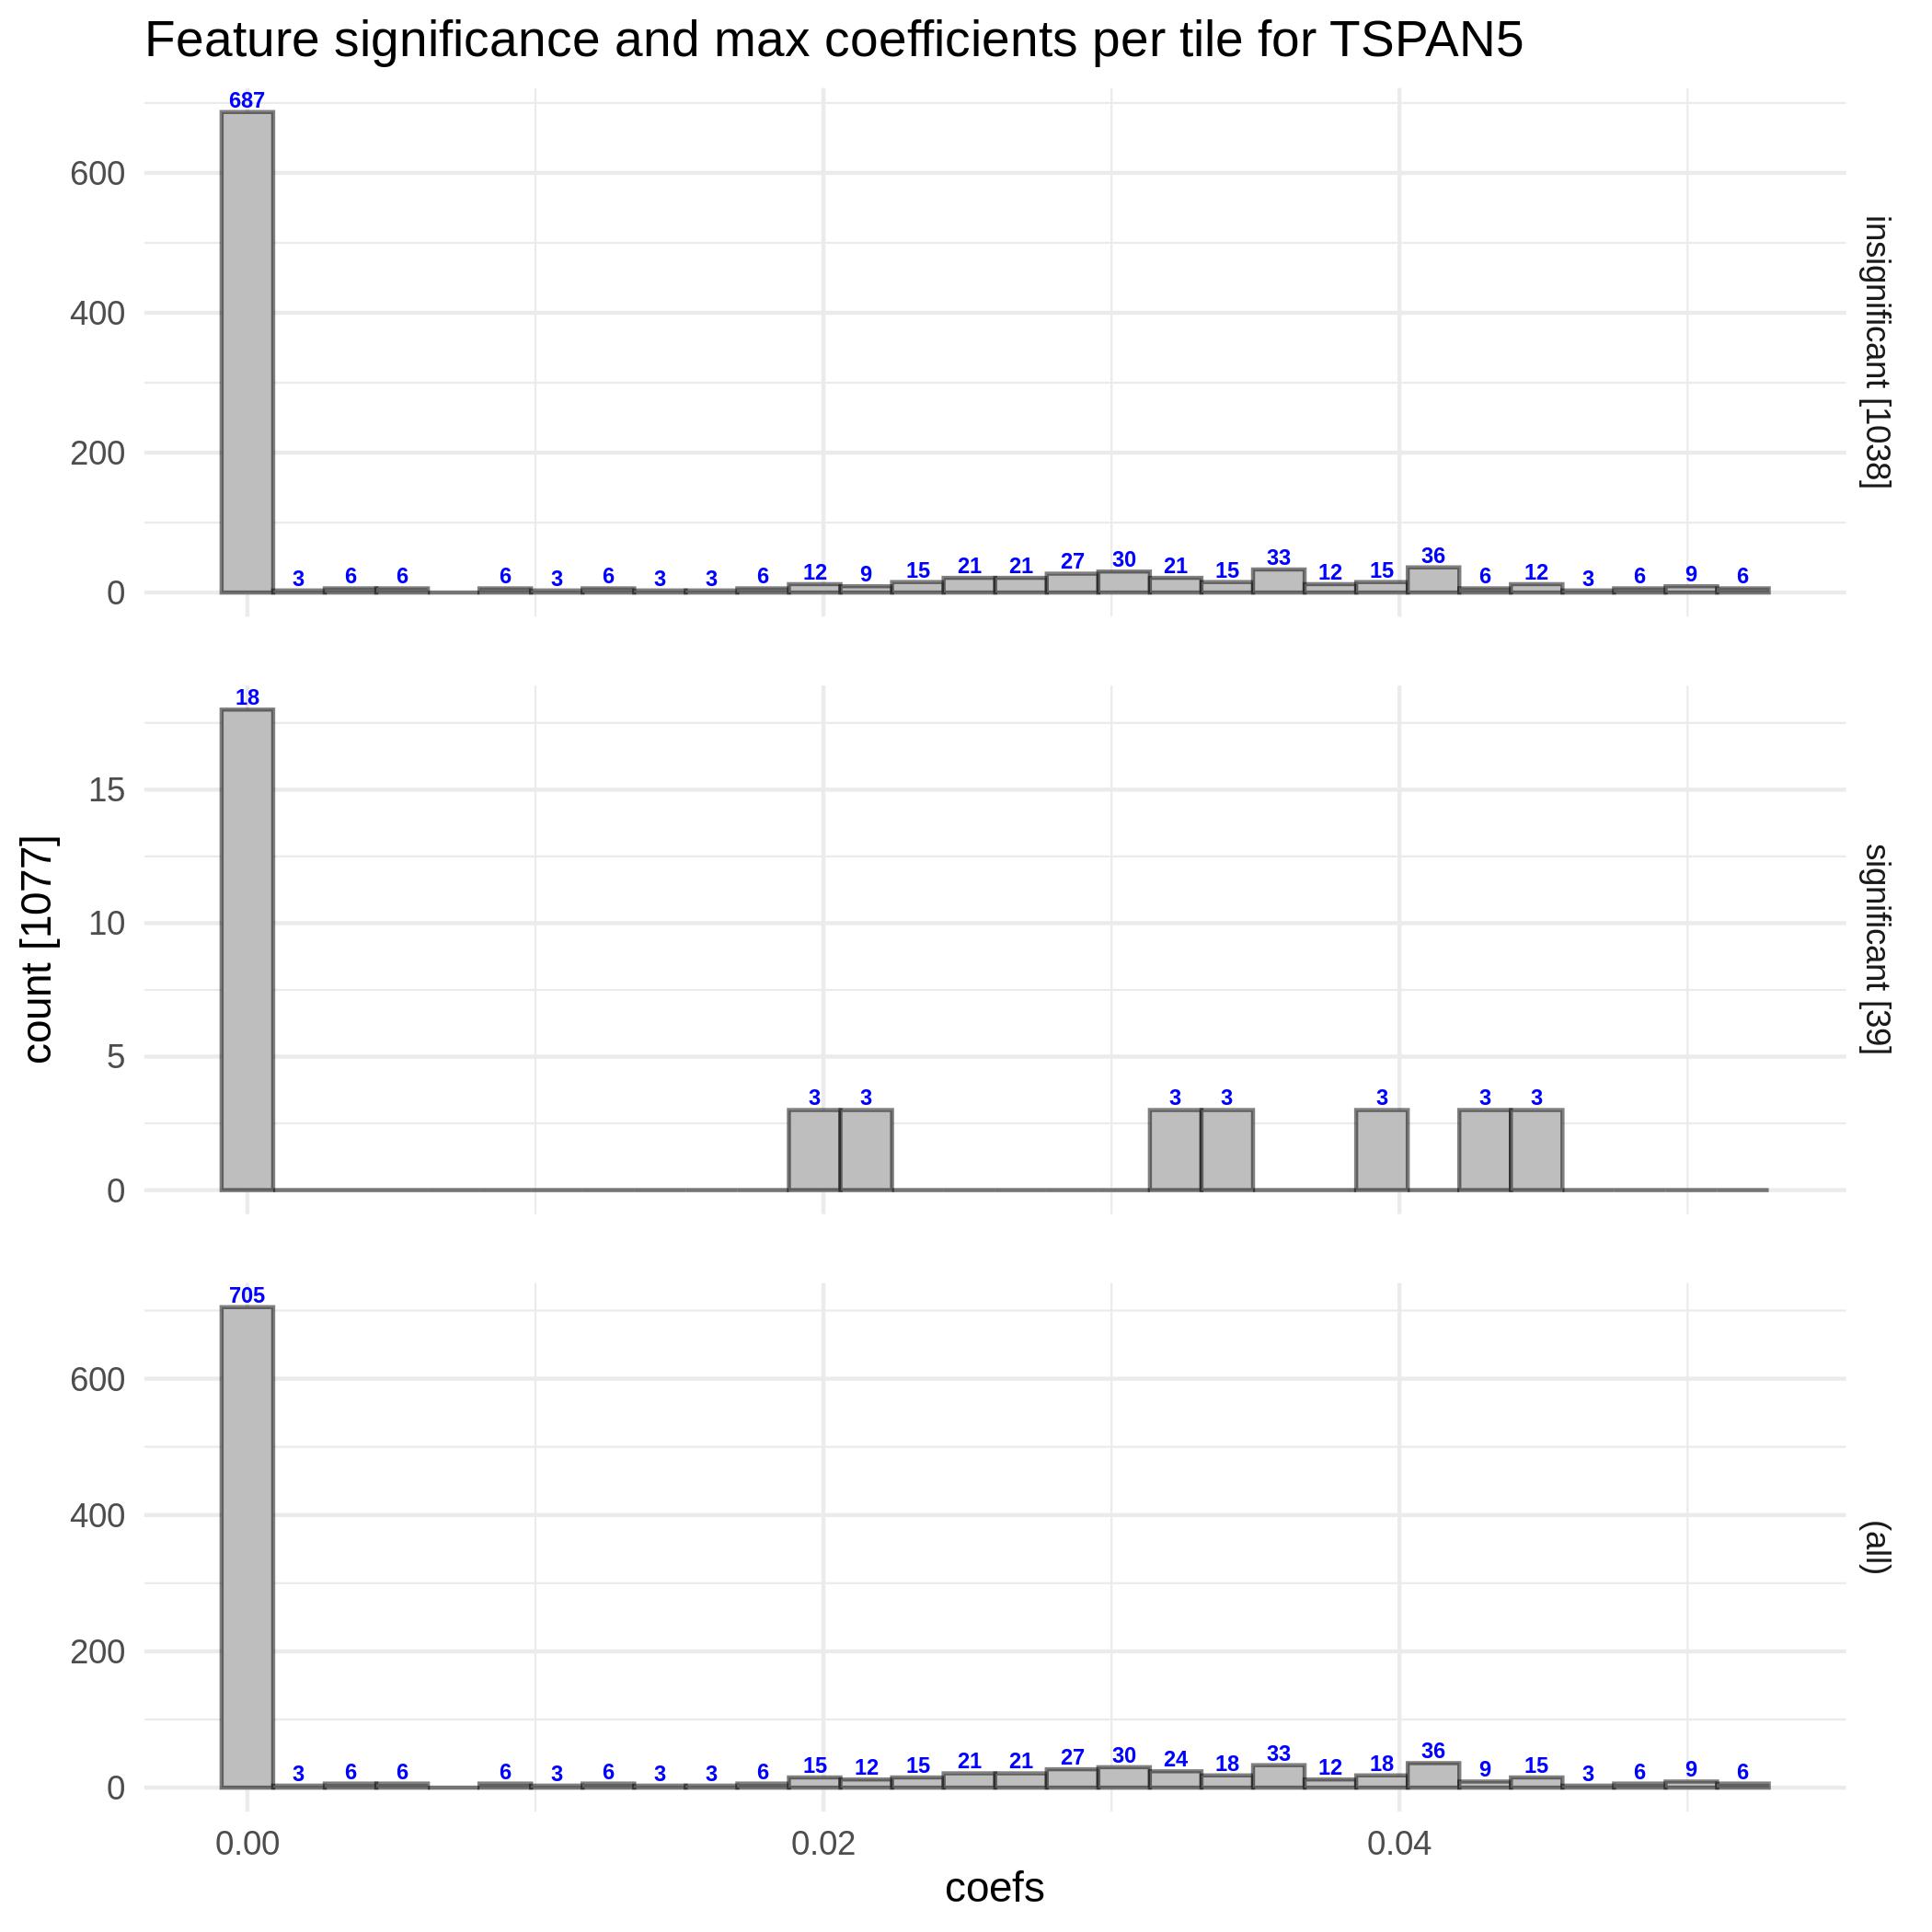 Feature significance and max coefficients per tile for TSPAN5
687
600
400
200
0
3 6 6 6 3 6 3 3 6 12 9 15 21 21 27 30 21 15 33 12 15 36 6 12 3 6 9 6
insignificant [1038]
18
15
10
5
0
3 3 3 3 3 3 3
significant [39]
count [1077]
705
600
400
200
0
3 6 6 6 3 6 3 3 6 15 12 15 21 21 27 30 24 18 33 12 18 36 9 15 3 6 9 6
(all)
0.00 0.02 0.04
coefs